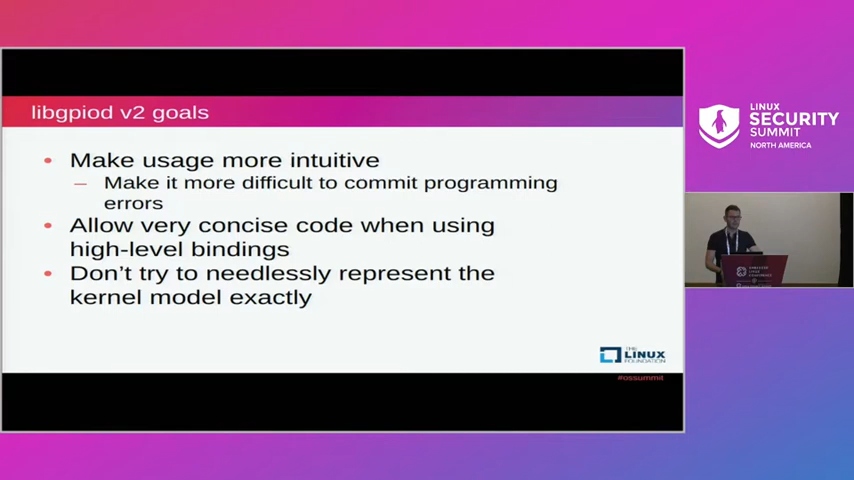 libgpiod v2 goals
• Make usage more intuitive
– Make it more difficult to commit programming
errors
• Allow very concise code when using
high-level bindings
• Don't try to needlessly represent the
kernel model exactly
THE
LINUX
FOUNDATION
#ossummit
LINUX
SECURITY
SUMMIT
NORTH AMERICA